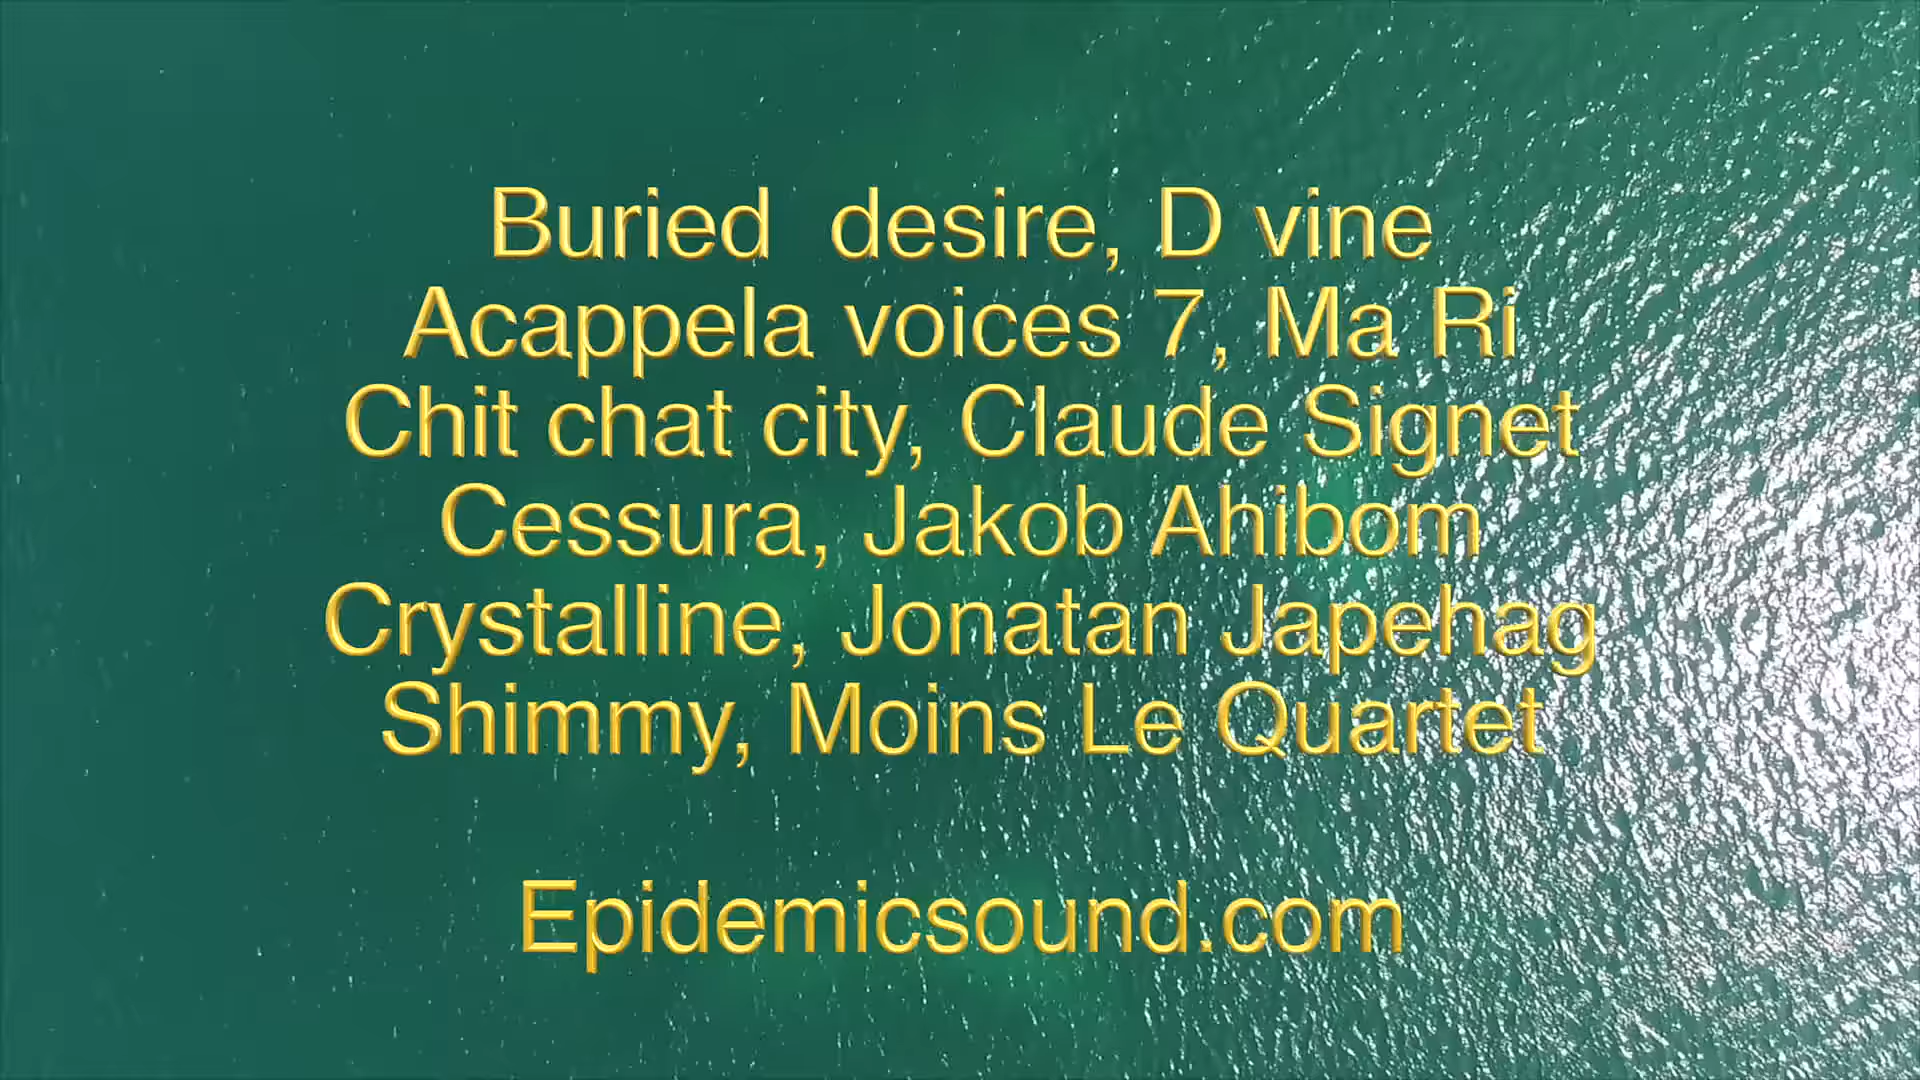 Buried  desire, D vine
Acappela voices 7, Ma Ri
Chit chat city, Claude Signet
Cessura, Jakob Ahibom
Crystalline, Jonatan Japehag
Shimmy, Moins Le Quartet
Epidemicsound.com